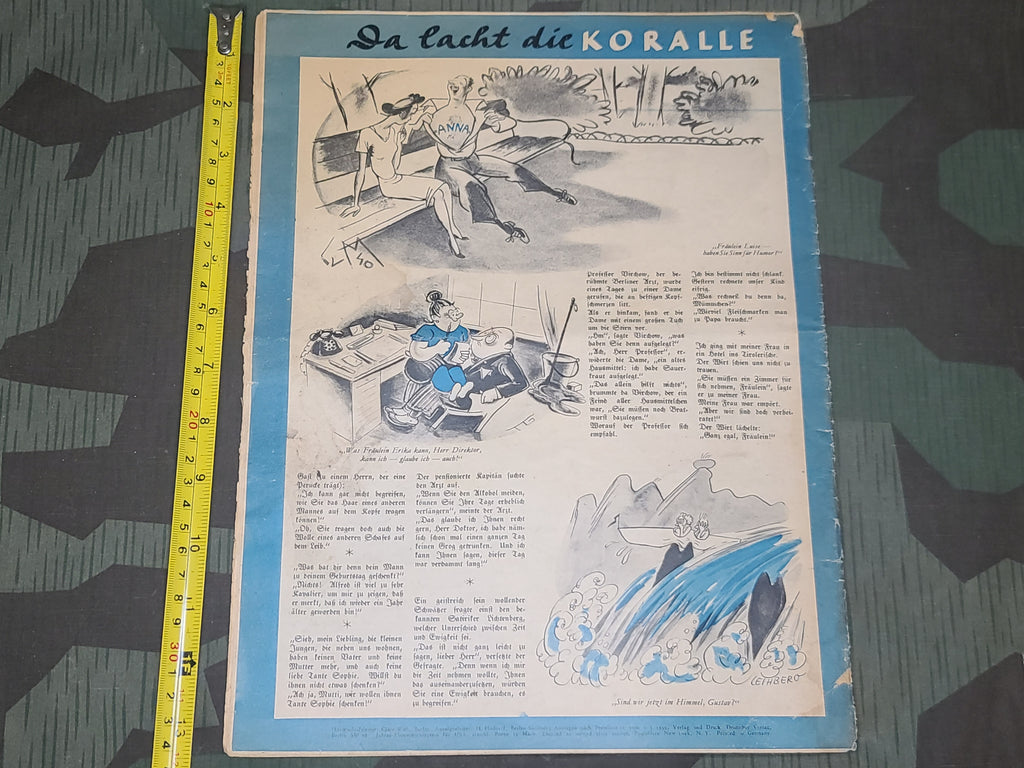 Da lacht die KORALLE
ANNA
40
„Fräulein Luise —
haben Sie Sinn für Humor?"
Professor Virchow, der be-
rühmte Berliner Arzt, wurde
eines Tages zu einer Dame
gerufen, die an heftigen Kopf-
schmerzen litt.
Als er hinkam, fand er die
Dame mit einem großen Tuch
um die Stirn vor.
„Hm", sagte Virchow, „was
haben Sie denn aufgelegt?"
„Ach, Herr Professor", er-
widerte die Dame, „ein altes
Hausmittel: ich habe Sauer-
kraut aufgelegt."
„Das allein hilft nichts",
brummte da Virchow, der ein
Feind aller Hausmittelchen
war, „Sie müssen noch Brat-
wurst dazulegen."
Worauf der Professor sich
empfahl.
Ich bin bestimmt nicht schlank.
Gestern rechnete unser Kind
eifrig.
„Was rechnest du denn da,
Mümmchen?"
„Wieviel Fleischmarken man
zu Papa braucht."
*
Ich ging mit meiner Frau in
ein Hotel im Tirolerische.
Der Wirt schien uns nicht zu
trauen.
„Sie müssen ein Zimmer für
sich nehmen, Fräulein", sagte
er zu meiner Frau.
Meine Frau war empört.
„Aber wir sind doch verhei-
ratet!"
Der Wirt lächelte:
„Ganz egal, Fräulein!"
„Was Fräulein Erika kann, Herr Direktor,
kann ich — glaube ich — auch!"
Gast zu einem Herrn, der eine
Perücke trägt:
„Ich kann gar nicht begreifen,
wie Sie das Haar eines anderen
Mannes auf dem Kopfe tragen
können!"
„Oh, Sie tragen doch auch die
Wolle eines anderen Schafes auf
dem Leib."
*
„Was hat dir denn dein Mann
zu deinem Geburtstag geschenkt?"
„Nichts! Alfred ist viel zu sehr
Kavalier, um mir zu zeigen, daß
er merkt, daß ich wieder ein Jahr
älter geworden bin!"
*
„Sieh, mein Liebling, die kleinen
Jungen, die neben uns wohnen,
haben keinen Vater und keine
Mutter mehr, und auch keine
liebe Tante Sophie. Willst du
ihnen nicht etwas schenken?"
„Ach ja, Mutti, wir wollen ihnen
Tante Sophie schenken!"
Der pensionierte Kapitän suchte
den Arzt auf.
„Wenn Sie den Alkohol meiden,
können Sie Ihre Tage erheblich
verlängern", meinte der Arzt.
„Das glaube ich Ihnen recht
gern, Herr Doktor, ich habe näm-
lich schon mal einen ganzen Tag
keinen Grog getrunken. Und ich
kann Ihnen sagen, dieser Tag
war verdammt lang!"
*
Ein geistreich sein wollender
Schwätzer fragte einst den be-
kannten Satiriker Lichtenberg,
welcher Unterschied zwischen Zeit
und Ewigkeit sei.
„Das ist nicht ganz leicht zu
sagen, lieber Herr", versetzte der
Gefragte. „Denn wenn ich mir
die Zeit nehmen wollte, Ihnen
das auseinanderzusetzen, würden
Sie eine Ewigkeit brauchen, es
zu begreifen."
LEIHBERG
„Sind wir jetzt im Himmel, Gustav?"